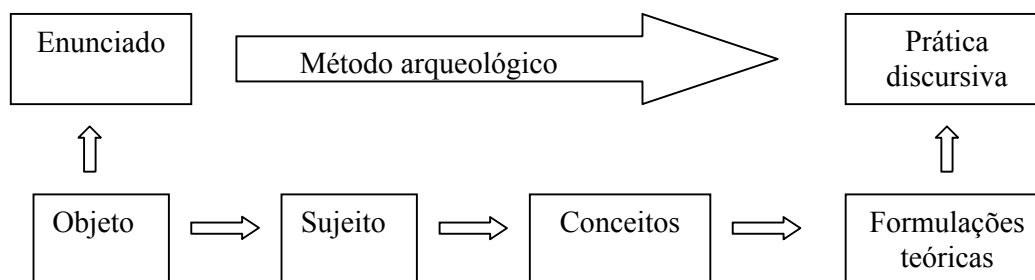 Enunciado
Método arqueológico
Prática
discursiva
Objeto
Sujeito
Conceitos
Formulações
teóricas